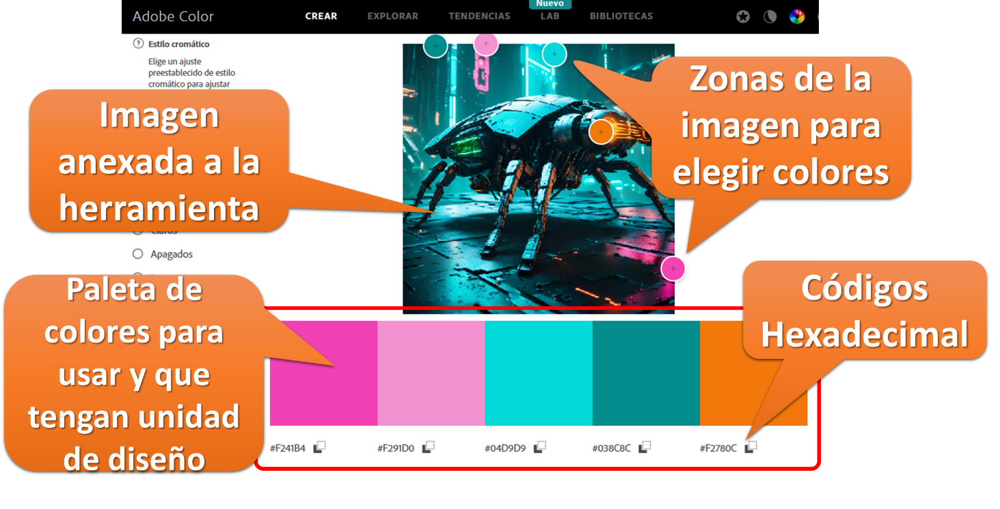 Adobe Color
CREAR
EXPLORAR
TENDENCIAS
Nuevo
LAB
BIBLIOTECAS
Estilo cromático
Elige un ajuste
preestablecido de estilo
cromático para ajustar
Imagen
anexada a la
herramienta
Zonas de la
imagen para
elegir colores
Claros
Apagados
Paleta de
colores para
usar y que
tengan unidad
de diseño
Códigos
Hexadecimal
#F241B4
#F291D0
#04D9D9
#038C8C
#F2780C